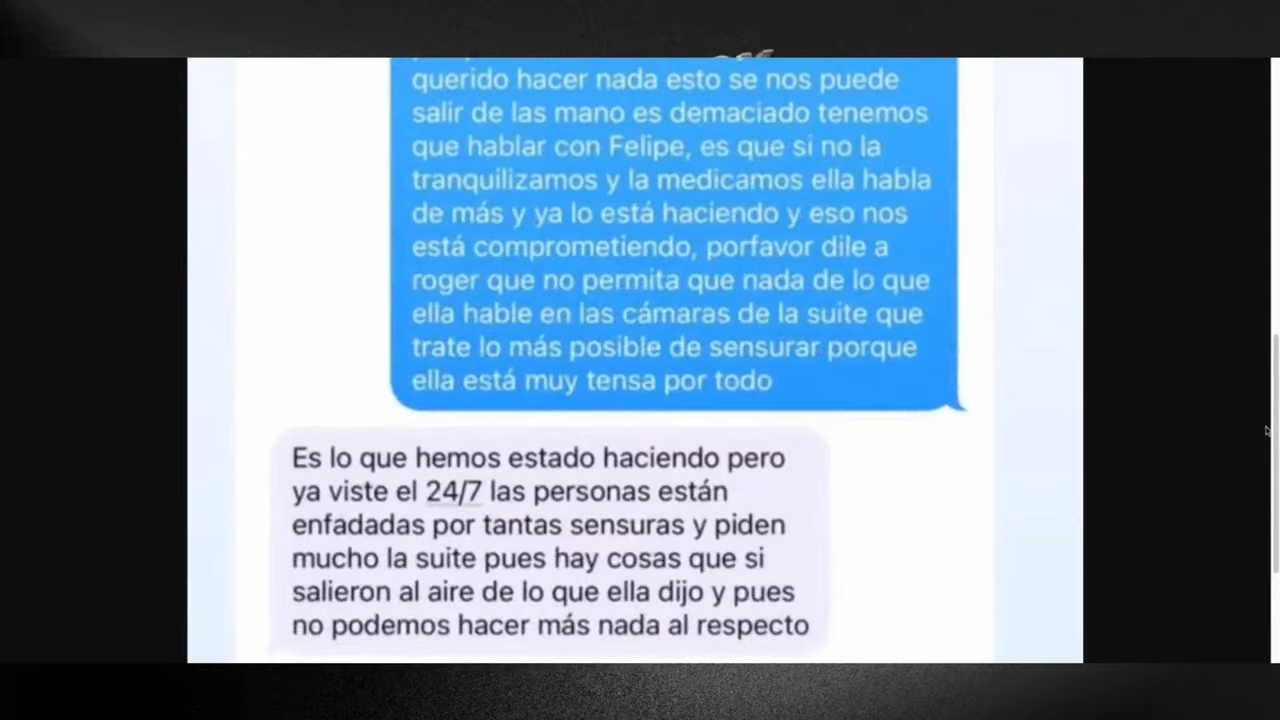 querido hacer nada esto se nos puede
salir de las mano es demaciado tenemos
que hablar con Felipe, es que si no la
tranquilizamos y la medicamos ella habla
de más y ya lo está haciendo y eso nos
está comprometiendo, porfavor dile a
roger que no permita que nada de lo que
ella hable en las cámaras de la suite que
trate lo más posible de sensurar porque
ella está muy tensa por todo
Es lo que hemos estado haciendo pero
ya viste el 24/7 las personas están
enfadadas por tantas sensuras y piden
mucho la suite pues hay cosas que si
salieron al aire de lo que ella dijo y pues
no podemos hacer más nada al respecto